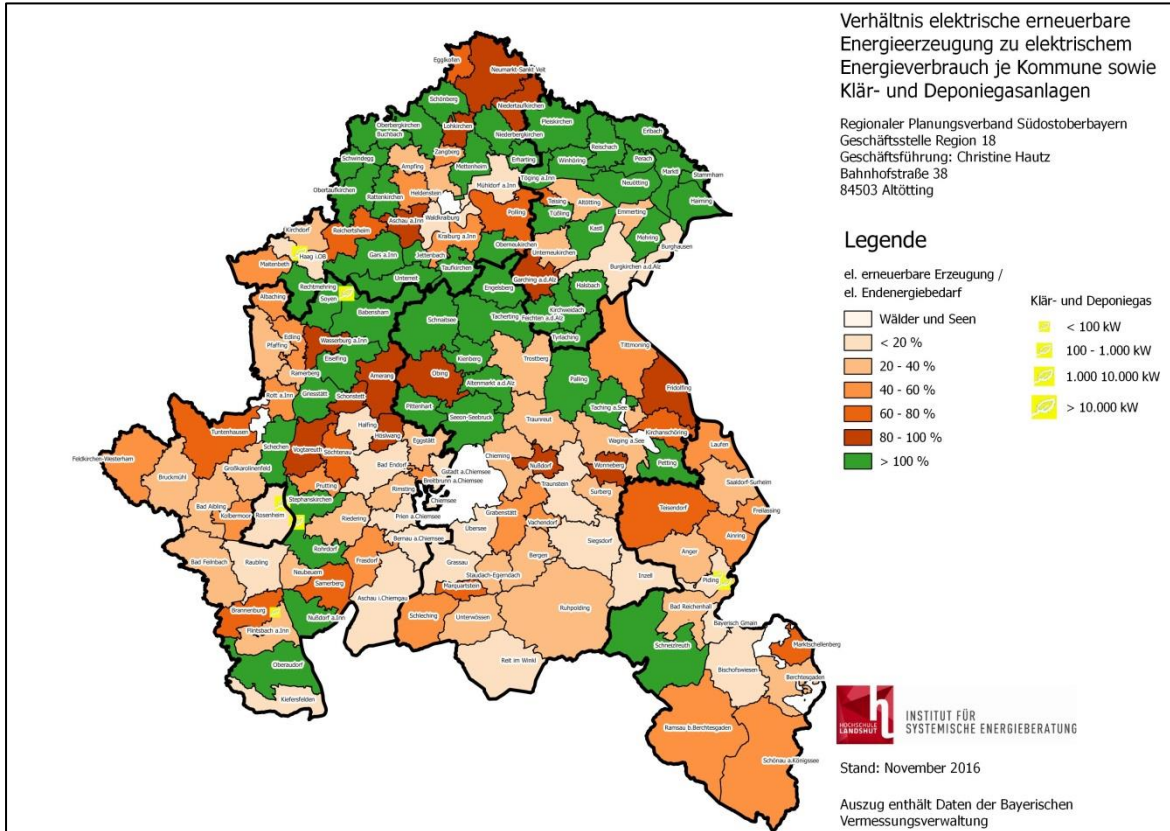 Verhältnis elektrische erneuerbare
Energieerzeugung zu elektrischem
Energieverbrauch je Kommune sowie
Klär- und Deponiegasanlagen
Regionaler Planungsverband Südostoberbayern
Geschäftsstelle Region 18
Geschäftsführung: Christine Hautz
Bahnhofstraße 38
84503 Altötting
Legende
el. erneuerbare Erzeugung /
el. Endenergiebedarf
Wälder und Seen
< 20 %
20 - 40 %
40 - 60 %
60 - 80 %
80 - 100 %
> 100 %
Klär- und Deponiegas
< 100 kW
100 - 1.000 kW
1.000 10.000 kW
> 10.000 kW
Egglkofen
Neumarkt-Sankt Veit
Schönberg
Niedertaufkirchen
Oberbergkirchen
Buchbach
Lohkirchen
Pleiskirchen
Niederbergkirchen
Erlbach
Reischach
Schwindegg
Zangberg
Mettenheim
Erharting
Winhöring
Perach
Ampfing
Töging a.Inn
Markt
Stammham
Obertaufkirchen
Rattenkirchen
Heldenstein
Mühldorf a.Inn
Neuötting
Haiming
Waldkraiburg
Polling
Teising
Altötting
Emmerting
Tüßling
Kirchdorf
Reichertsheim
Aschau a.Inn
Kraiburg a.Inn
Kastl
Mehring
Burghausen
Haag i.OB
Maitenbeth
Gars a.Inn
Jettenbach
Oberneukirchen
Unterneukirchen
Burgkirchen a.d.Alz
Taufkirchen
Rechtmehring
Unterreit
Engelsberg
Garching a.d.Alz
Halsbach
Soyen
Albaching
Babensham
Schnaitsee
Tacherting
Feichten a.d.Alz
Kirchweidach
Tyrlaching
Edling
Pfaffing
Wasserburg a.Inn
Eiselfing
Kienberg
Trostberg
Tittmoning
Ramerberg
Amerang
Obing
Altenmarkt a.d.Alz
Palling
Fridolfing
Rott a.Inn
Griesstätt
Schonstett
Pittenhart
Seeon-Seebruck
Taching a.See
Halfing
Höslwang
Traunreut
Kirchanschöring
Tuntenhausen
Schechen
Vogtareuth
Söchtenau
Eggstätt
Waging a.See
Petting
Laufen
Feldkirchen-Westerham
Großkarolinenfeld
Bad Endorf
Gstadt a.Chiemsee
Chieming
Nußdorf
Wonneberg
Bruckmühl
Prutting
Rimsting
Breitbrunn a.Chiemsee
Traunstein
Surberg
Saaldorf-Surheim
Bad Aibling
Kolbermoor
Rosenheim
Stephanskirchen
Riedering
Prien a.Chiemsee
Chiemsee
Grabenstätt
Vachendorf
Teisendorf
Freilassing
Ainring
Übersee
Bernau a.Chiemsee
Siegsdorf
Rohrdorf
Frasdorf
Bad Feilnbach
Raubling
Neubeuern
Grassau
Bergen
Anger
Staudach-Egerndach
Inzell
Piding
Samerberg
Aschau i.Chiemgau
Marquartstein
Brannenburg
Nußdorf a.Inn
Schleching
Unterwössen
Ruhpolding
Bad Reichenhall
Bayerisch Gmain
Flintsbach a.Inn
Schneizlreuth
Marktschellenberg
Oberaudorf
Reit im Winkl
Bischofswiesen
Berchtesgaden
Kiefersfelden
Ramsau b.Berchtesgaden
Schönau a.Königssee
HOCHSCHULE
LANDSHUT
INSTITUT FÜR
SYSTEMISCHE ENERGIEBERATUNG
Stand: November 2016
Auszug enthält Daten der Bayerischen
Vermessungsverwaltung